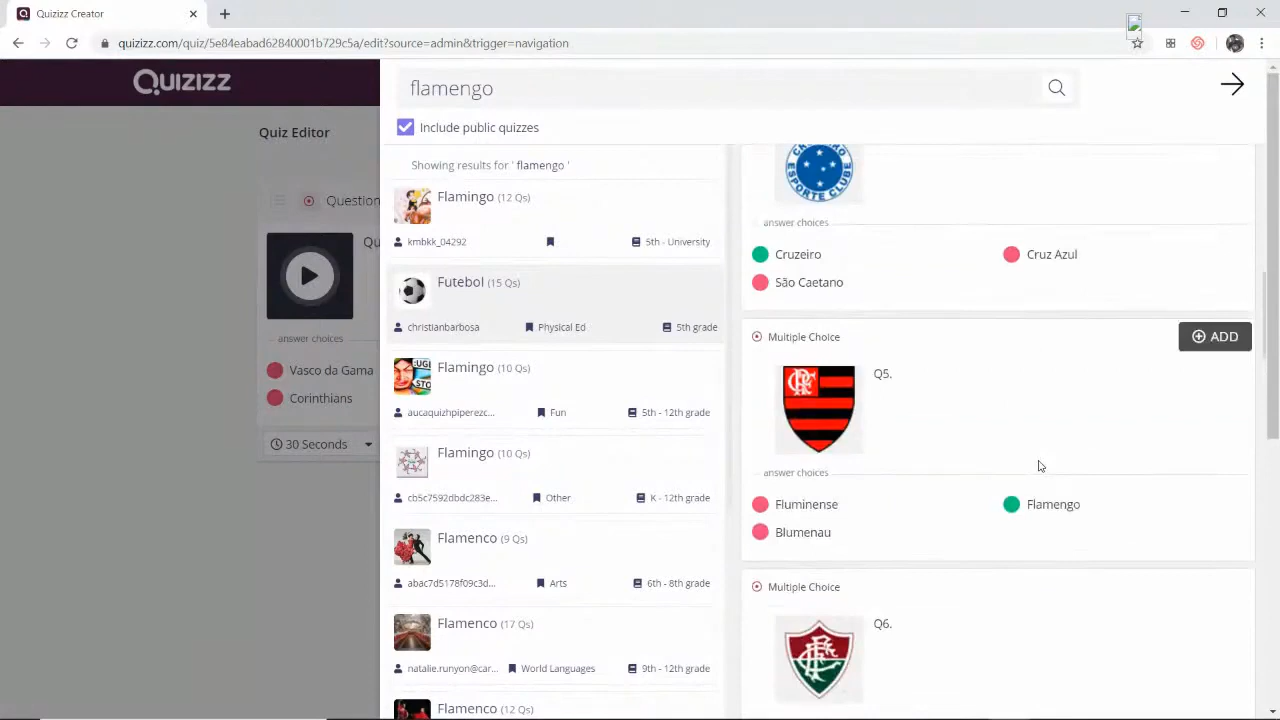 Quizizz Creator
quizizz.com/quiz/5e84eabad62840001b729c5a/edit?source=admin&trigger=navigation
QUIZIZZ
Quiz Editor
Question
Qu
answer choices
Vasco da Gama
Corinthians
30 Seconds
flamengo
Include public quizzes
Showing results for ' flamengo '
Flamingo (12 Qs)
kmbkk_04292
5th - University
Futebol (15 Qs)
christianbarbosa
Physical Ed
5th grade
Flamingo (10 Qs)
aucaquizhpiperezc...
Fun
5th - 12th grade
Flamingo (10 Qs)
cb5c7592dbdc283e...
Other
K - 12th grade
Flamenco (9 Qs)
abac7d5178f09c3d...
Arts
6th - 8th grade
Flamenco (17 Qs)
natalie.runyon@car...
World Languages
9th - 12th grade
Flamenco (12 Qs)
ESPORTE CLUBE
answer choices
Cruzeiro
Cruz Azul
São Caetano
Multiple Choice
ADD
Q5.
answer choices
Fluminense
Flamengo
Blumenau
Multiple Choice
Q6.